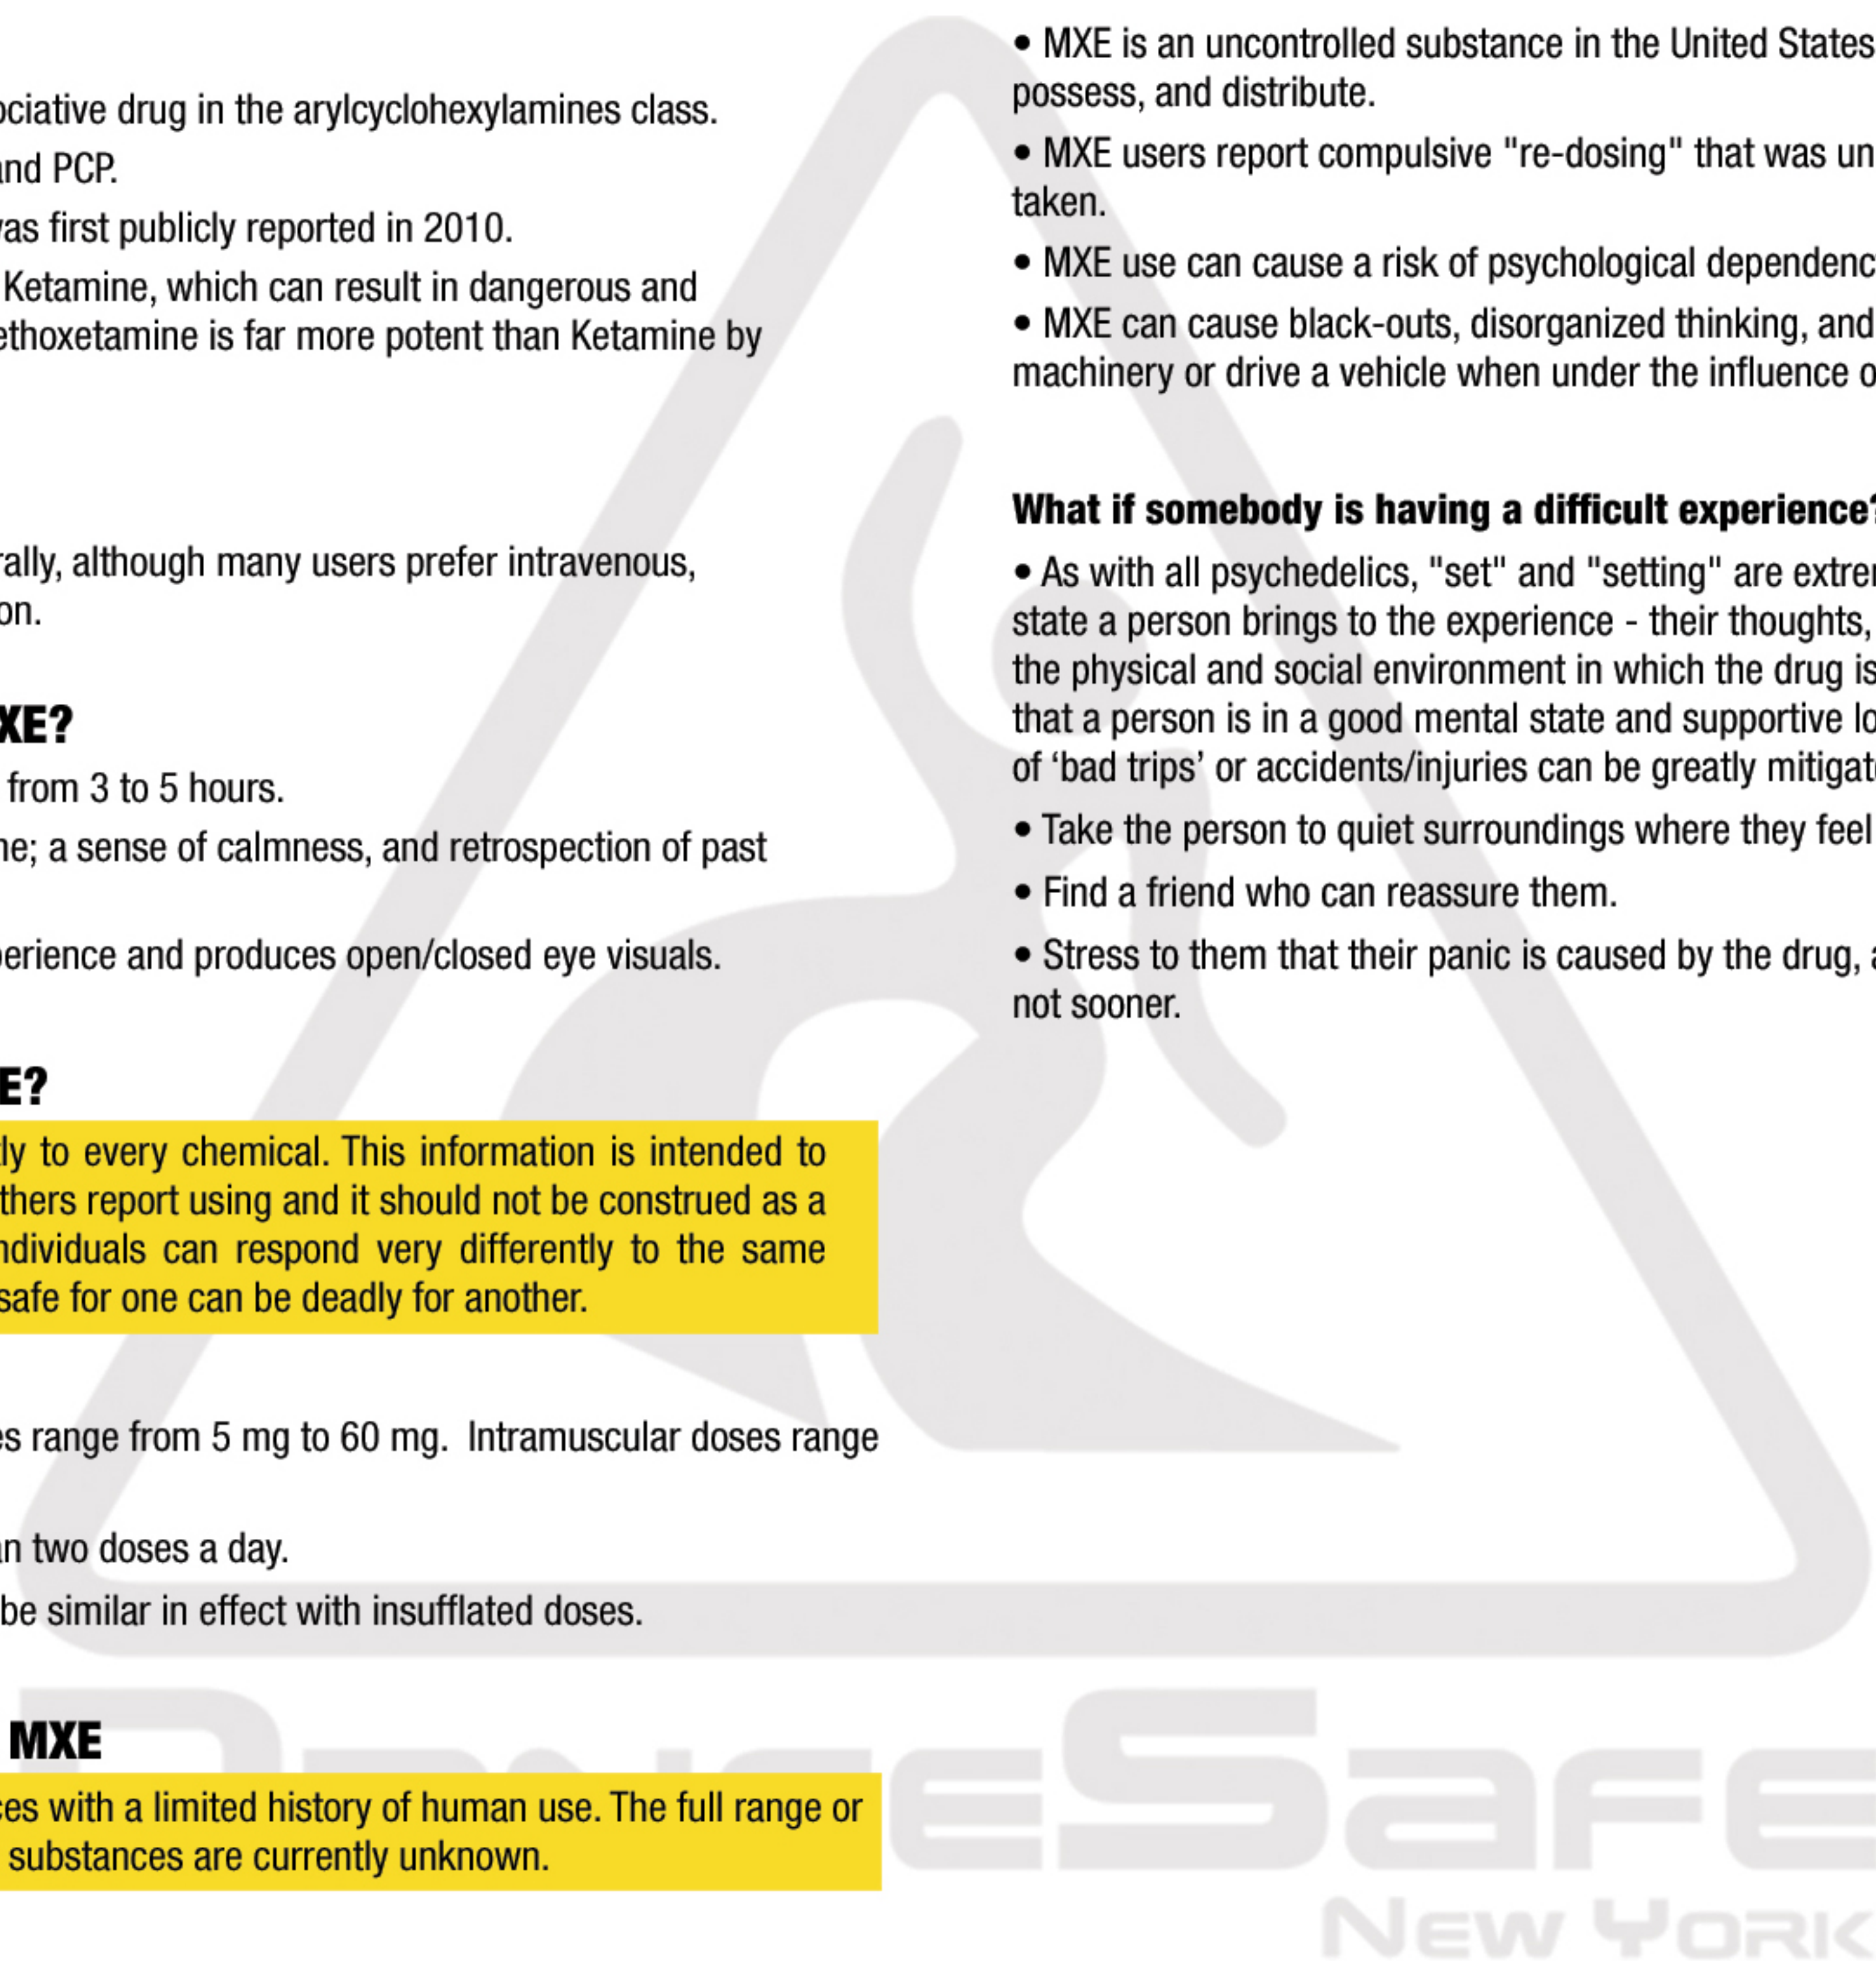 ociative drug in the arylcyclohexylamines class.
and PCP.
was first publicly reported in 2010.
Ketamine, which can result in dangerous and
ethoxetamine is far more potent than Ketamine by
rally, although many users prefer intravenous,
on.
XE?
from 3 to 5 hours.
ne; a sense of calmness, and retrospection of past
perience and produces open/closed eye visuals.
E?
tly to every chemical. This information is intended to
thers report using and it should not be construed as a
ndividuals can respond very differently to the same
safe for one can be deadly for another.
es range from 5 mg to 60 mg. Intramuscular doses range
an two doses a day.
be similar in effect with insufflated doses.
MXE
ces with a limited history of human use. The full range or
substances are currently unknown.
• MXE is an uncontrolled substance in the United States
possess, and distribute.
• MXE users report compulsive "re-dosing" that was un
taken.
• MXE use can cause a risk of psychological dependenc
• MXE can cause black-outs, disorganized thinking, and
machinery or drive a vehicle when under the influence o
What if somebody is having a difficult experience?
• As with all psychedelics, "set" and "setting" are extrem
state a person brings to the experience - their thoughts,
the physical and social environment in which the drug is
that a person is in a good mental state and supportive lo
of ‘bad trips’ or accidents/injuries can be greatly mitigat
• Take the person to quiet surroundings where they feel
• Find a friend who can reassure them.
• Stress to them that their panic is caused by the drug, a
not sooner.
DanceSafe
New York